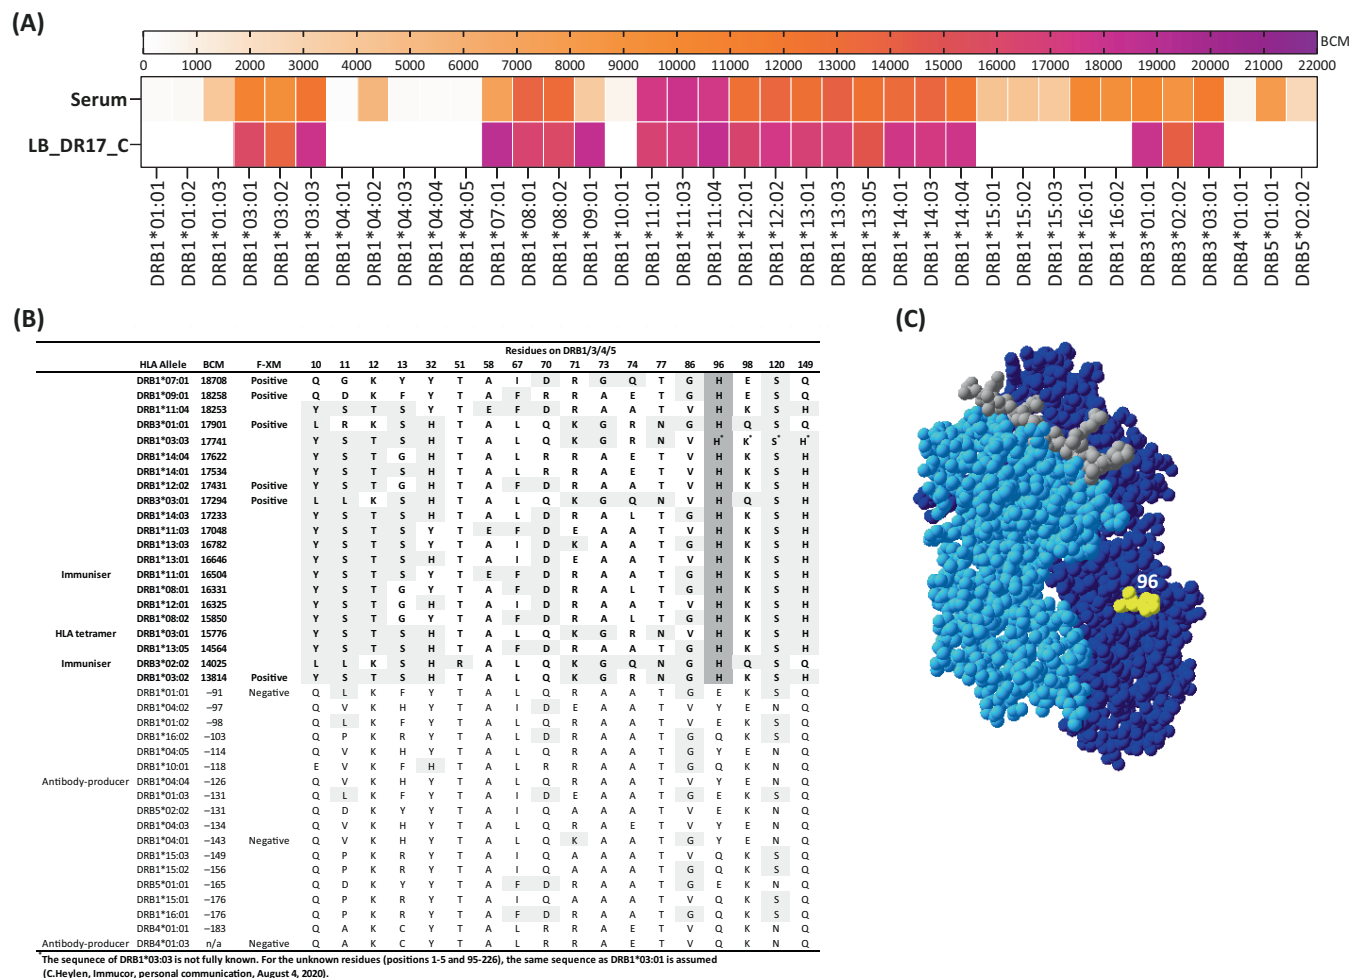 (A)
BCM
0 1000 2000 3000 4000 5000 6000 7000 8000 9000 10000 11000 12000 13000 14000 15000 16000 17000 18000 19000 20000 21000 22000
Serum
LB_DR17_C
DRB1*01:01
DRB1*01:02
DRB1*01:03
DRB1*03:01
DRB1*03:02
DRB1*03:03
DRB1*04:01
DRB1*04:02
DRB1*04:03
DRB1*04:04
DRB1*04:05
DRB1*07:01
DRB1*08:01
DRB1*08:02
DRB1*09:01
DRB1*10:01
DRB1*11:01
DRB1*11:03
DRB1*11:04
DRB1*12:01
DRB1*12:02
DRB1*13:01
DRB1*13:03
DRB1*13:05
DRB1*14:01
DRB1*14:03
DRB1*14:04
DRB1*15:01
DRB1*15:02
DRB1*15:03
DRB1*16:01
DRB1*16:02
DRB3*01:01
DRB3*02:02
DRB3*03:01
DRB4*01:01
DRB5*01:01
DRB5*02:02
(B)
Residues on DRB1/3/4/5
HLA Allele BCM F-XM 10 11 12 13 32 51 58 67 70 71 73 74 77 86 96 98 120 149
DRB1*07:01 18708 Positive Q G K Y Y T A I D R G Q T G H E S Q
DRB1*09:01 18258 Positive Q D K F Y T A F R R A E T G H E S Q
DRB1*11:04 18253 Y S T S Y T E F D R A A T V H K S H
DRB3*01:01 17901 Positive L R K S H T A L Q K G R N G H Q S Q
DRB1*03:03 17741 Y S T S H T A L Q K G R N V H* K* S* H*
DRB1*14:04 17622 Y S T G H T A L R R A E T V H K S H
DRB1*14:01 17534 Y S T S H T A L R R A E T V H K S H
DRB1*12:02 17431 Positive Y S T G H T A F D R A A T V H K S H
DRB3*03:01 17294 Positive L L K S H T A L Q K G Q N V H Q S Q
DRB1*14:03 17233 Y S T S H T A L D R A L T G H K S H
DRB1*11:03 17048 Y S T S Y T E F D E A A T V H K S H
DRB1*13:03 16782 Y S T S Y T A I D K A A T G H K S H
DRB1*13:01 16646 Y S T S H T A I D E A A T V H K S H
Immuniser DRB1*11:01 16504 Y S T S Y T E F D R A A T G H K S H
DRB1*08:01 16331 Y S T G Y T A F D R A L T G H K S H
DRB1*12:01 16325 Y S T G H T A I D R A A T V H K S H
DRB1*08:02 15850 Y S T G Y T A F D R A L T G H K S H
HLA tetramer DRB1*03:01 15776 Y S T S H T A L Q K G R N V H K S H
DRB1*13:05 14564 Y S T S H T A F D R A A T G H K S H
Immuniser DRB3*02:02 14025 L L K S H R A L Q K G Q N G H Q S Q
DRB1*03:02 13814 Positive Y S T S H T A L Q K G R N G H K S H
DRB1*01:01 –91 Negative Q L K F Y T A L Q R A A T G E K S Q
DRB1*04:02 –97 Q V K H Y T A I D E A A T V Y E N Q
DRB1*01:02 –98 Q L K F Y T A L Q R A A T V E K S Q
DRB1*16:02 –103 Q P K R Y T A L D R A A T G Q K S Q
DRB1*04:05 –114 Q V K H Y T A L Q R A A T G Y E N Q
DRB1*10:01 –118 E V K F H T A L R R A A T G Q K N Q
Antibody-producer DRB1*04:04 –126 Q V K H Y T A L Q R A A T V Y E N Q
DRB1*01:03 –131 Q L K F Y T A I D E A A T G E K S Q
DRB5*02:02 –131 Q D K Y Y T A I Q A A A T V E K N Q
DRB1*04:03 –134 Q V K H Y T A L Q R A E T V Y E N Q
DRB1*04:01 –143 Negative Q V K H Y T A L Q K A A T G Y E N Q
DRB1*15:03 –149 Q P K R Y T A I Q A A A T V Q K S Q
DRB1*15:02 –156 Q P K R Y T A I Q A A A T G Q K S Q
DRB5*01:01 –165 Q D K Y Y T A F D R A A T G E K N Q
DRB1*15:01 –176 Q P K R Y T A I Q A A A T V Q K S Q
DRB1*16:01 –176 Q P K R Y T A F D R A A T G Q K S Q
DRB4*01:01 –183 Q A K C Y T A L R R A E T V Q K N Q
Antibody-producer DRB4*01:03 n/a Negative Q A K C Y T A L R R A E T V Q K N Q
*The sequnece of DRB1*03:03 is not fully known. For the unknown residues (positions 1-5 and 95-226), the same sequence as DRB1*03:01 is assumed
(C.Heylen, Immucor, personal communication, August 4, 2020).
(C)
96